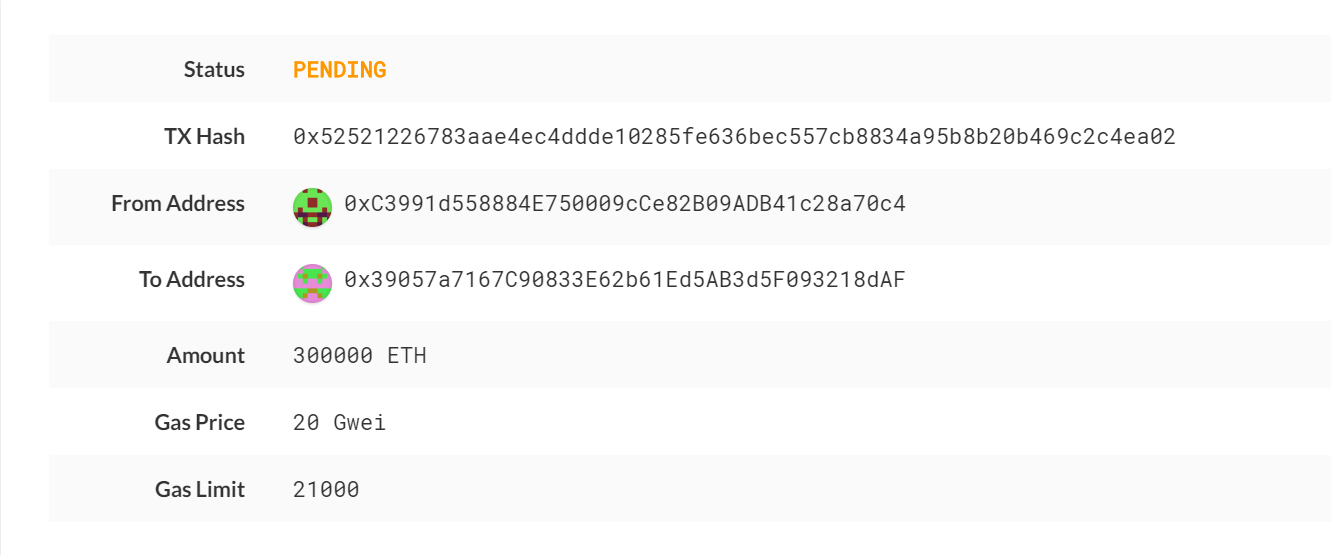 Status PENDING
TX Hash 0x52521226783aae4ec4ddde10285fe636bec557cb8834a95b8b20b469c2c4ea02
From Address 0xC3991d558884E750009cCe82B09ADB41c28a70c4
To Address 0x39057a7167C90833E62b61Ed5AB3d5F093218dAF
Amount 300000 ETH
Gas Price 20 Gwei
Gas Limit 21000